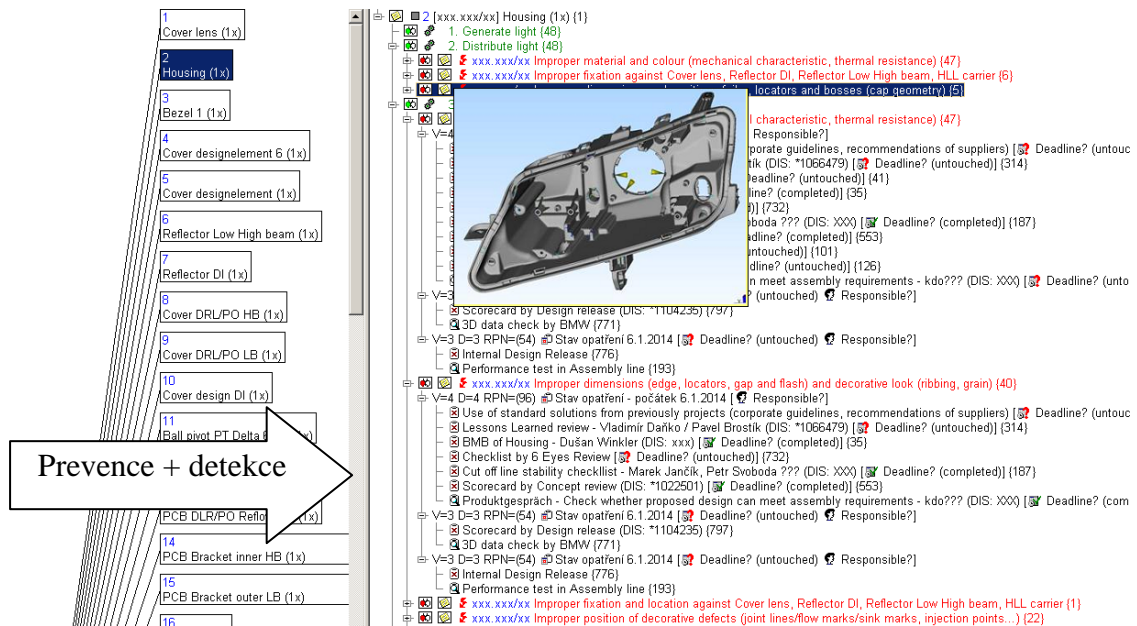 1
Cover lens (1x)
2
Housing (1x)
3
Bezel 1 (1x)
4
Cover designelement 6 (1x)
5
Cover designelement (1x)
6
Reflector Low High beam (1x)
7
Reflector DI (1x)
8
Cover DRL/PO HB (1x)
9
Cover DRL/PO LB (1x)
10
Cover design DI (1x)
11
Ball pivot PT Delta
Prevence + detekce
PCB DLR/PO
14
PCB Bracket inner HB (1x)
15
PCB Bracket outer LB (1x)
16
2 [xxx.xxx/xx] Housing (1x) {1}
1. Generate light {48}
2. Distribute light {48}
xxx.xxx/xx Improper material and colour (mechanical characteristic, thermal resistance) {47}
xxx.xxx/xx Improper fixation against Cover lens, Reflector DI, Reflector Low High beam, HLL carrier {6}
locators and bosses (cap geometry) {5}
3
characteristic, thermal resistance) {47}
V=4 Responsible?]
corporate guidelines, recommendations of suppliers) [ Deadline? (untouc
(DIS: *1066479) [ Deadline? (untouched)] {314}
Deadline? (untouched)] {41}
(completed)] {35}
{732}
??? (DIS: XXX) [ Deadline? (completed)] {187}
(completed)] {553}
{101}
(untouched)] {126}
meet assembly requirements - kdo??? (DIS: XXX) [ Deadline? (unto
V=3 (untouched) Responsible?]
Scorecard by Design release (DIS: *1104235) {797}
3D data check by BMW {771}
V=3 D=3 RPN=(54) Stav opatření 6.1.2014 [ Deadline? (untouched) Responsible?]
Internal Design Release {776}
Performance test in Assembly line {193}
xxx.xxx/xx Improper dimensions (edge, locators, gap and flash) and decorative look (ribbing, grain) {40}
V=4 D=4 RPN=(96) Stav opatření - počátek 6.1.2014 [ Responsible?]
Use of standard solutions from previously projects (corporate guidelines, recommendations of suppliers) [ Deadline? (untouc
Lessons Learned review - Vladimír Daňko / Pavel Brostík (DIS: *1066479) [ Deadline? (untouched)] {314}
BMB of Housing - Dušan Winkler (DIS: xxx) [ Deadline? (completed)] {35}
Checklist by 6 Eyes Review [ Deadline? (untouched)] {732}
Cut off line stability checklist - Marek Jančík, Petr Svoboda ??? (DIS: XXX) [ Deadline? (completed)] {187}
Scorecard by Concept review (DIS: *1022501) [ Deadline? (completed)] {553}
Produktgespräch - Check whether proposed design can meet assembly requirements - kdo??? (DIS: XXX) [ Deadline? (com
V=3 D=3 RPN=(54) Stav opatření 6.1.2014 [ Deadline? (untouched) Responsible?]
Scorecard by Design release (DIS: *1104235) {797}
3D data check by BMW {771}
V=3 D=3 RPN=(54) Stav opatření 6.1.2014 [ Deadline? (untouched) Responsible?]
Internal Design Release {776}
Performance test in Assembly line {193}
xxx.xxx/xx Improper fixation and location against Cover lens, Reflector DI, Reflector Low High beam, HLL carrier {1}
xxx.xxx/xx Improper position of decorative defects (joint lines/flow marks/sink marks, injection points...) {22}